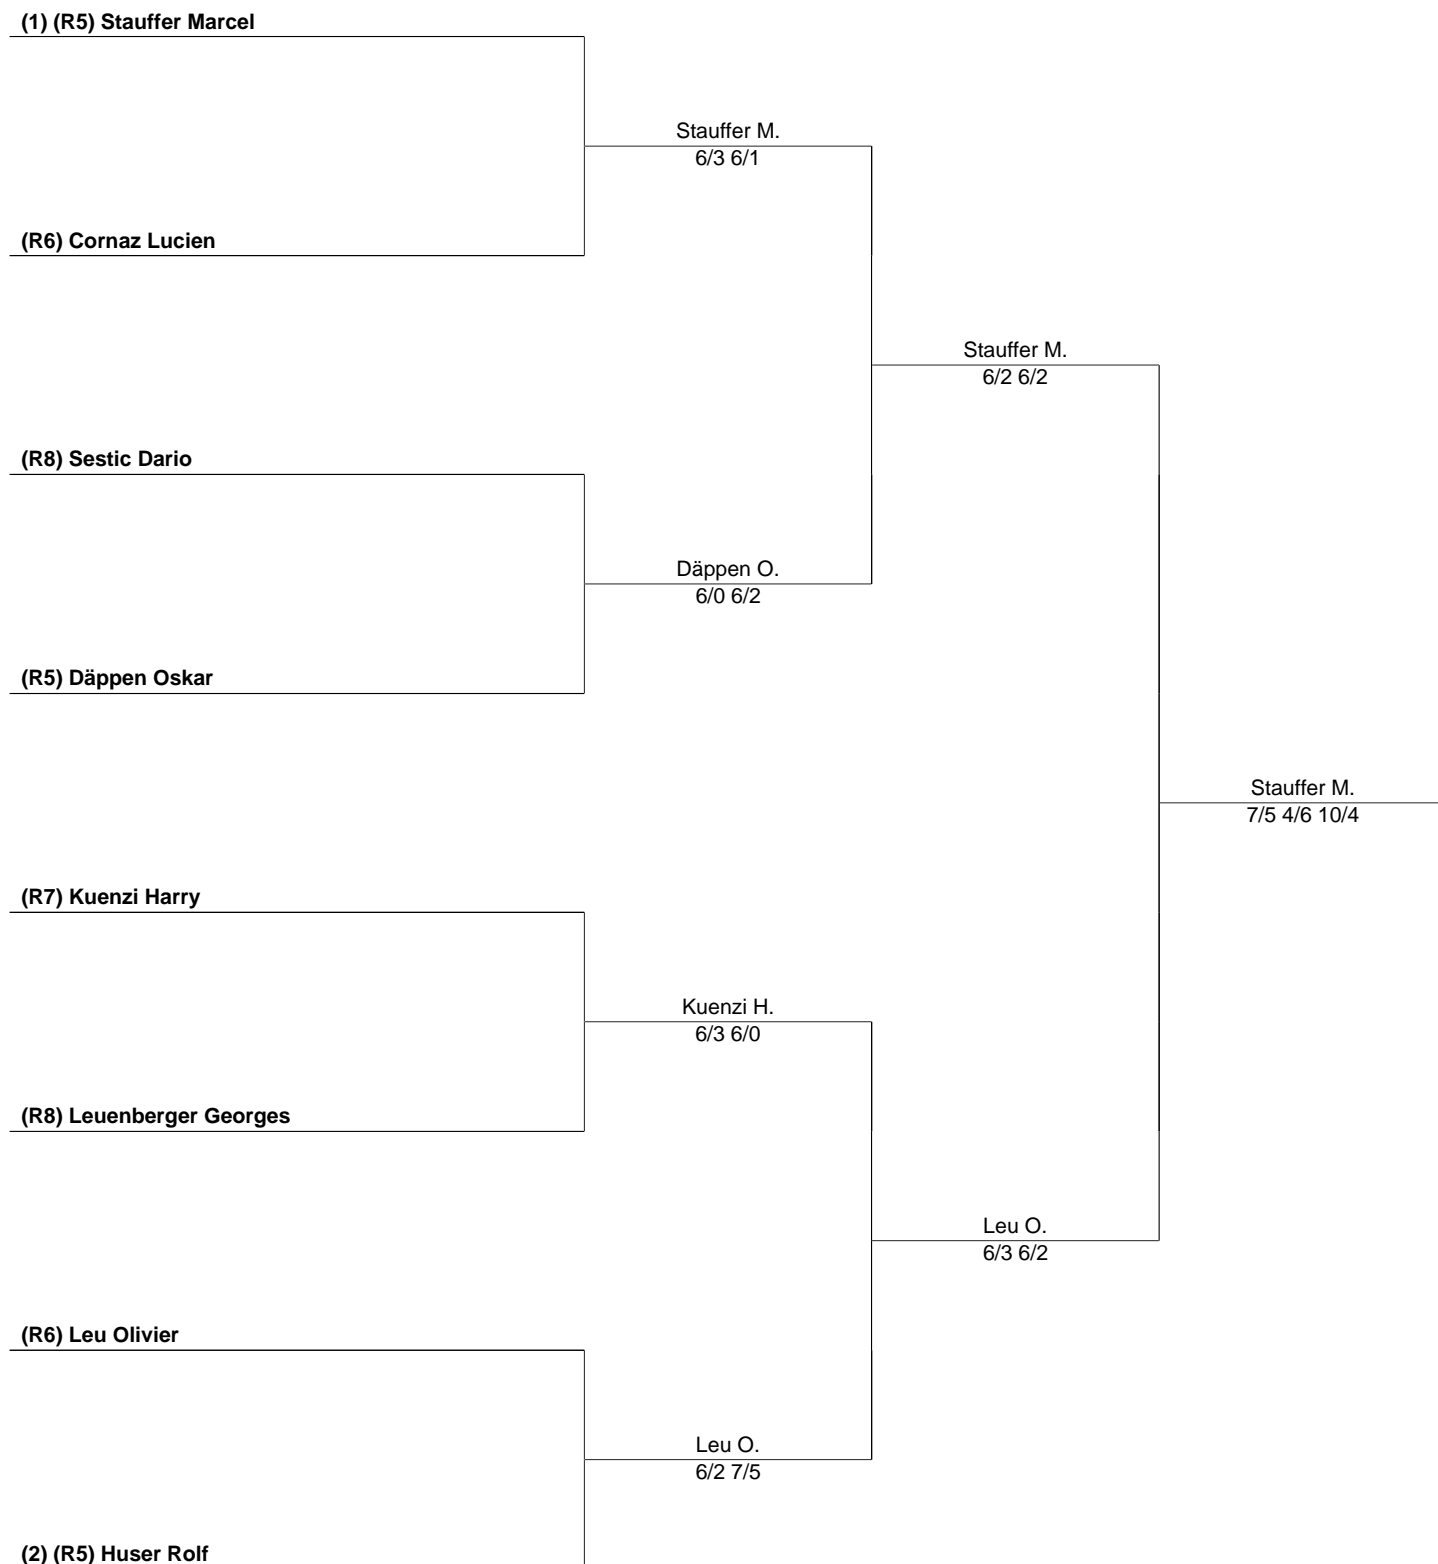 (1) (R5) Stauffer Marcel
Stauffer M.
6/3 6/1
(R6) Cornaz Lucien
Stauffer M.
6/2 6/2
(R8) Sestic Dario
Däppen O.
6/0 6/2
(R5) Däppen Oskar
Stauffer M.
7/5 4/6 10/4
(R7) Kuenzi Harry
Kuenzi H.
6/3 6/0
(R8) Leuenberger Georges
Leu O.
6/3 6/2
(R6) Leu Olivier
Leu O.
6/2 7/5
(2) (R5) Huser Rolf